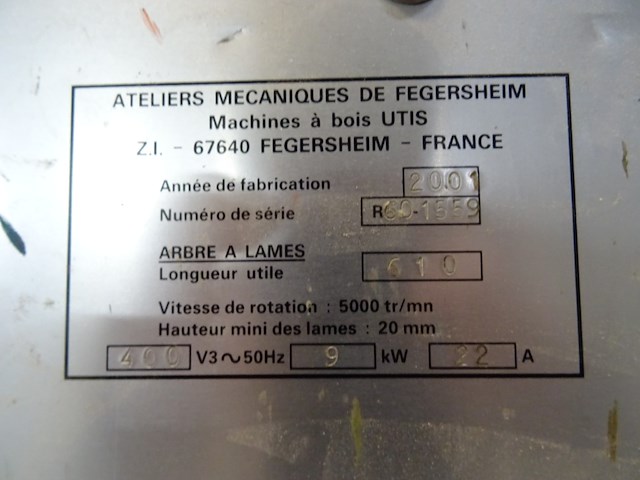 ATELIERS MECANIQUES DE FEGERSHEIM
Machines à bois UTIS
Z.I. - 67640 FEGERSHEIM - FRANCE
Année de fabrication 2001
Numéro de série
ARBRE A LAMES
Longueur utile 610
Vitesse de rotation : 5000 tr/mn
Hauteur mini des lames : 20 mm
400 V3~50Hz 9 kW 22 A